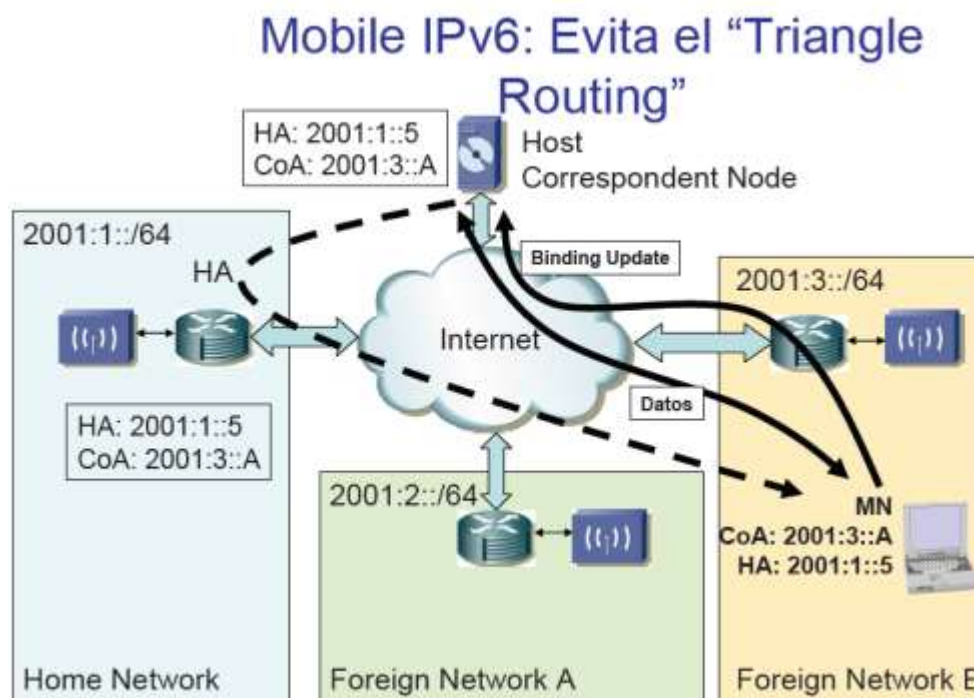 Mobile IPv6: Evita el “Triangle
Routing”
HA: 2001:1::5
CoA: 2001:3::A
Host
Correspondent Node
2001:1::/64
HA
Binding Update
2001:3::/64
Internet
Datos
HA: 2001:1::5
CoA: 2001:3::A
2001:2::/64
MN
CoA: 2001:3::A
HA: 2001:1::5
Home Network
Foreign Network A
Foreign Network B